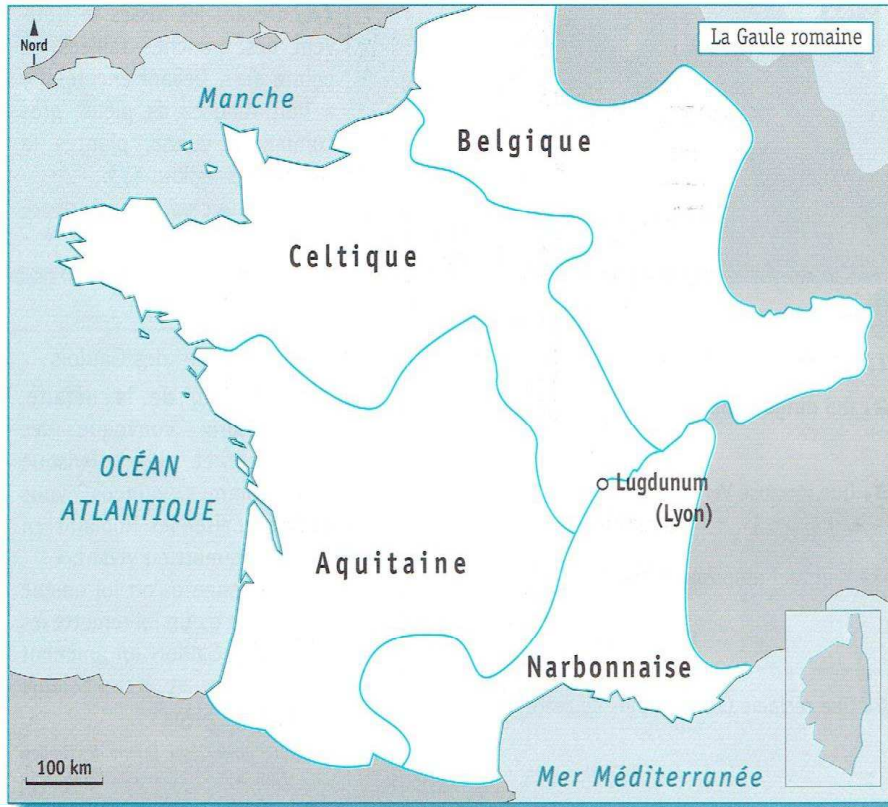 La Gaule romaine
Nord
Manche
Belgique
Celtique
OCÉAN
ATLANTIQUE
Lugdunum
(Lyon)
Aquitaine
Narbonnaise
100 km
Mer Méditerranée